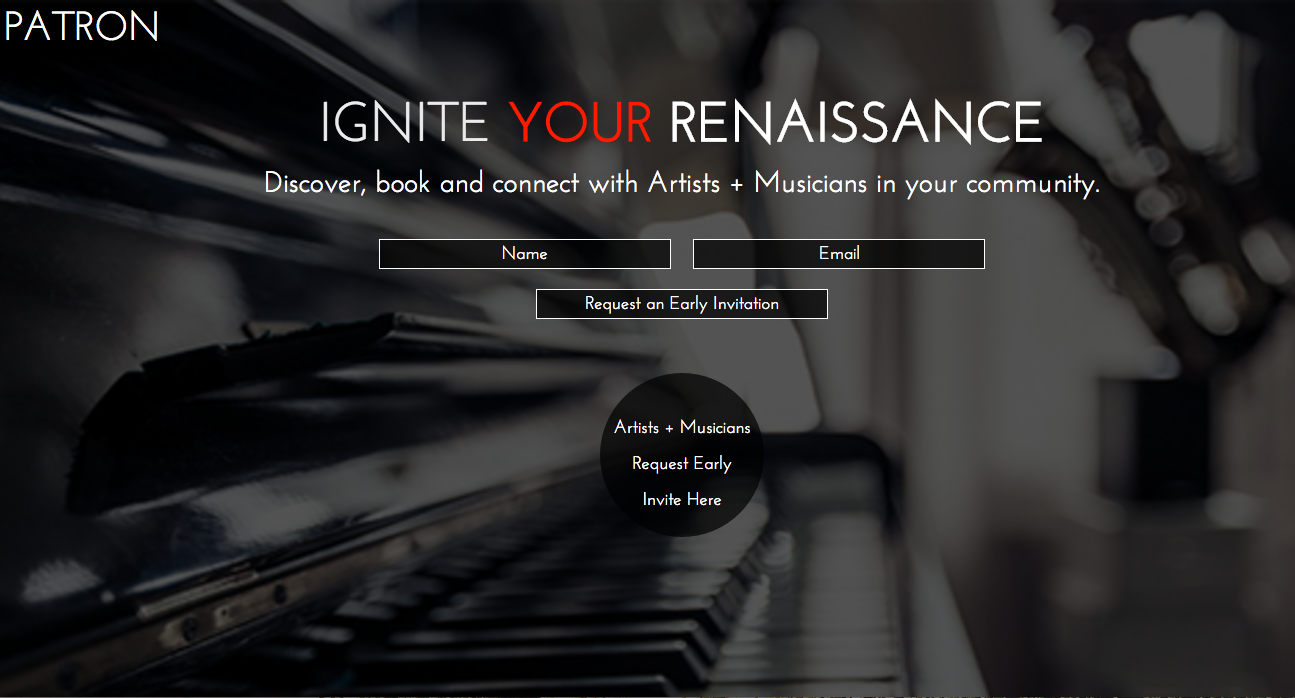 PATRON
IGNITE YOUR RENAISSANCE
Discover, book and connect with Artists + Musicians in your community.
Name
Email
Request an Early Invitation
Artists + Musicians
Request Early
Invite Here